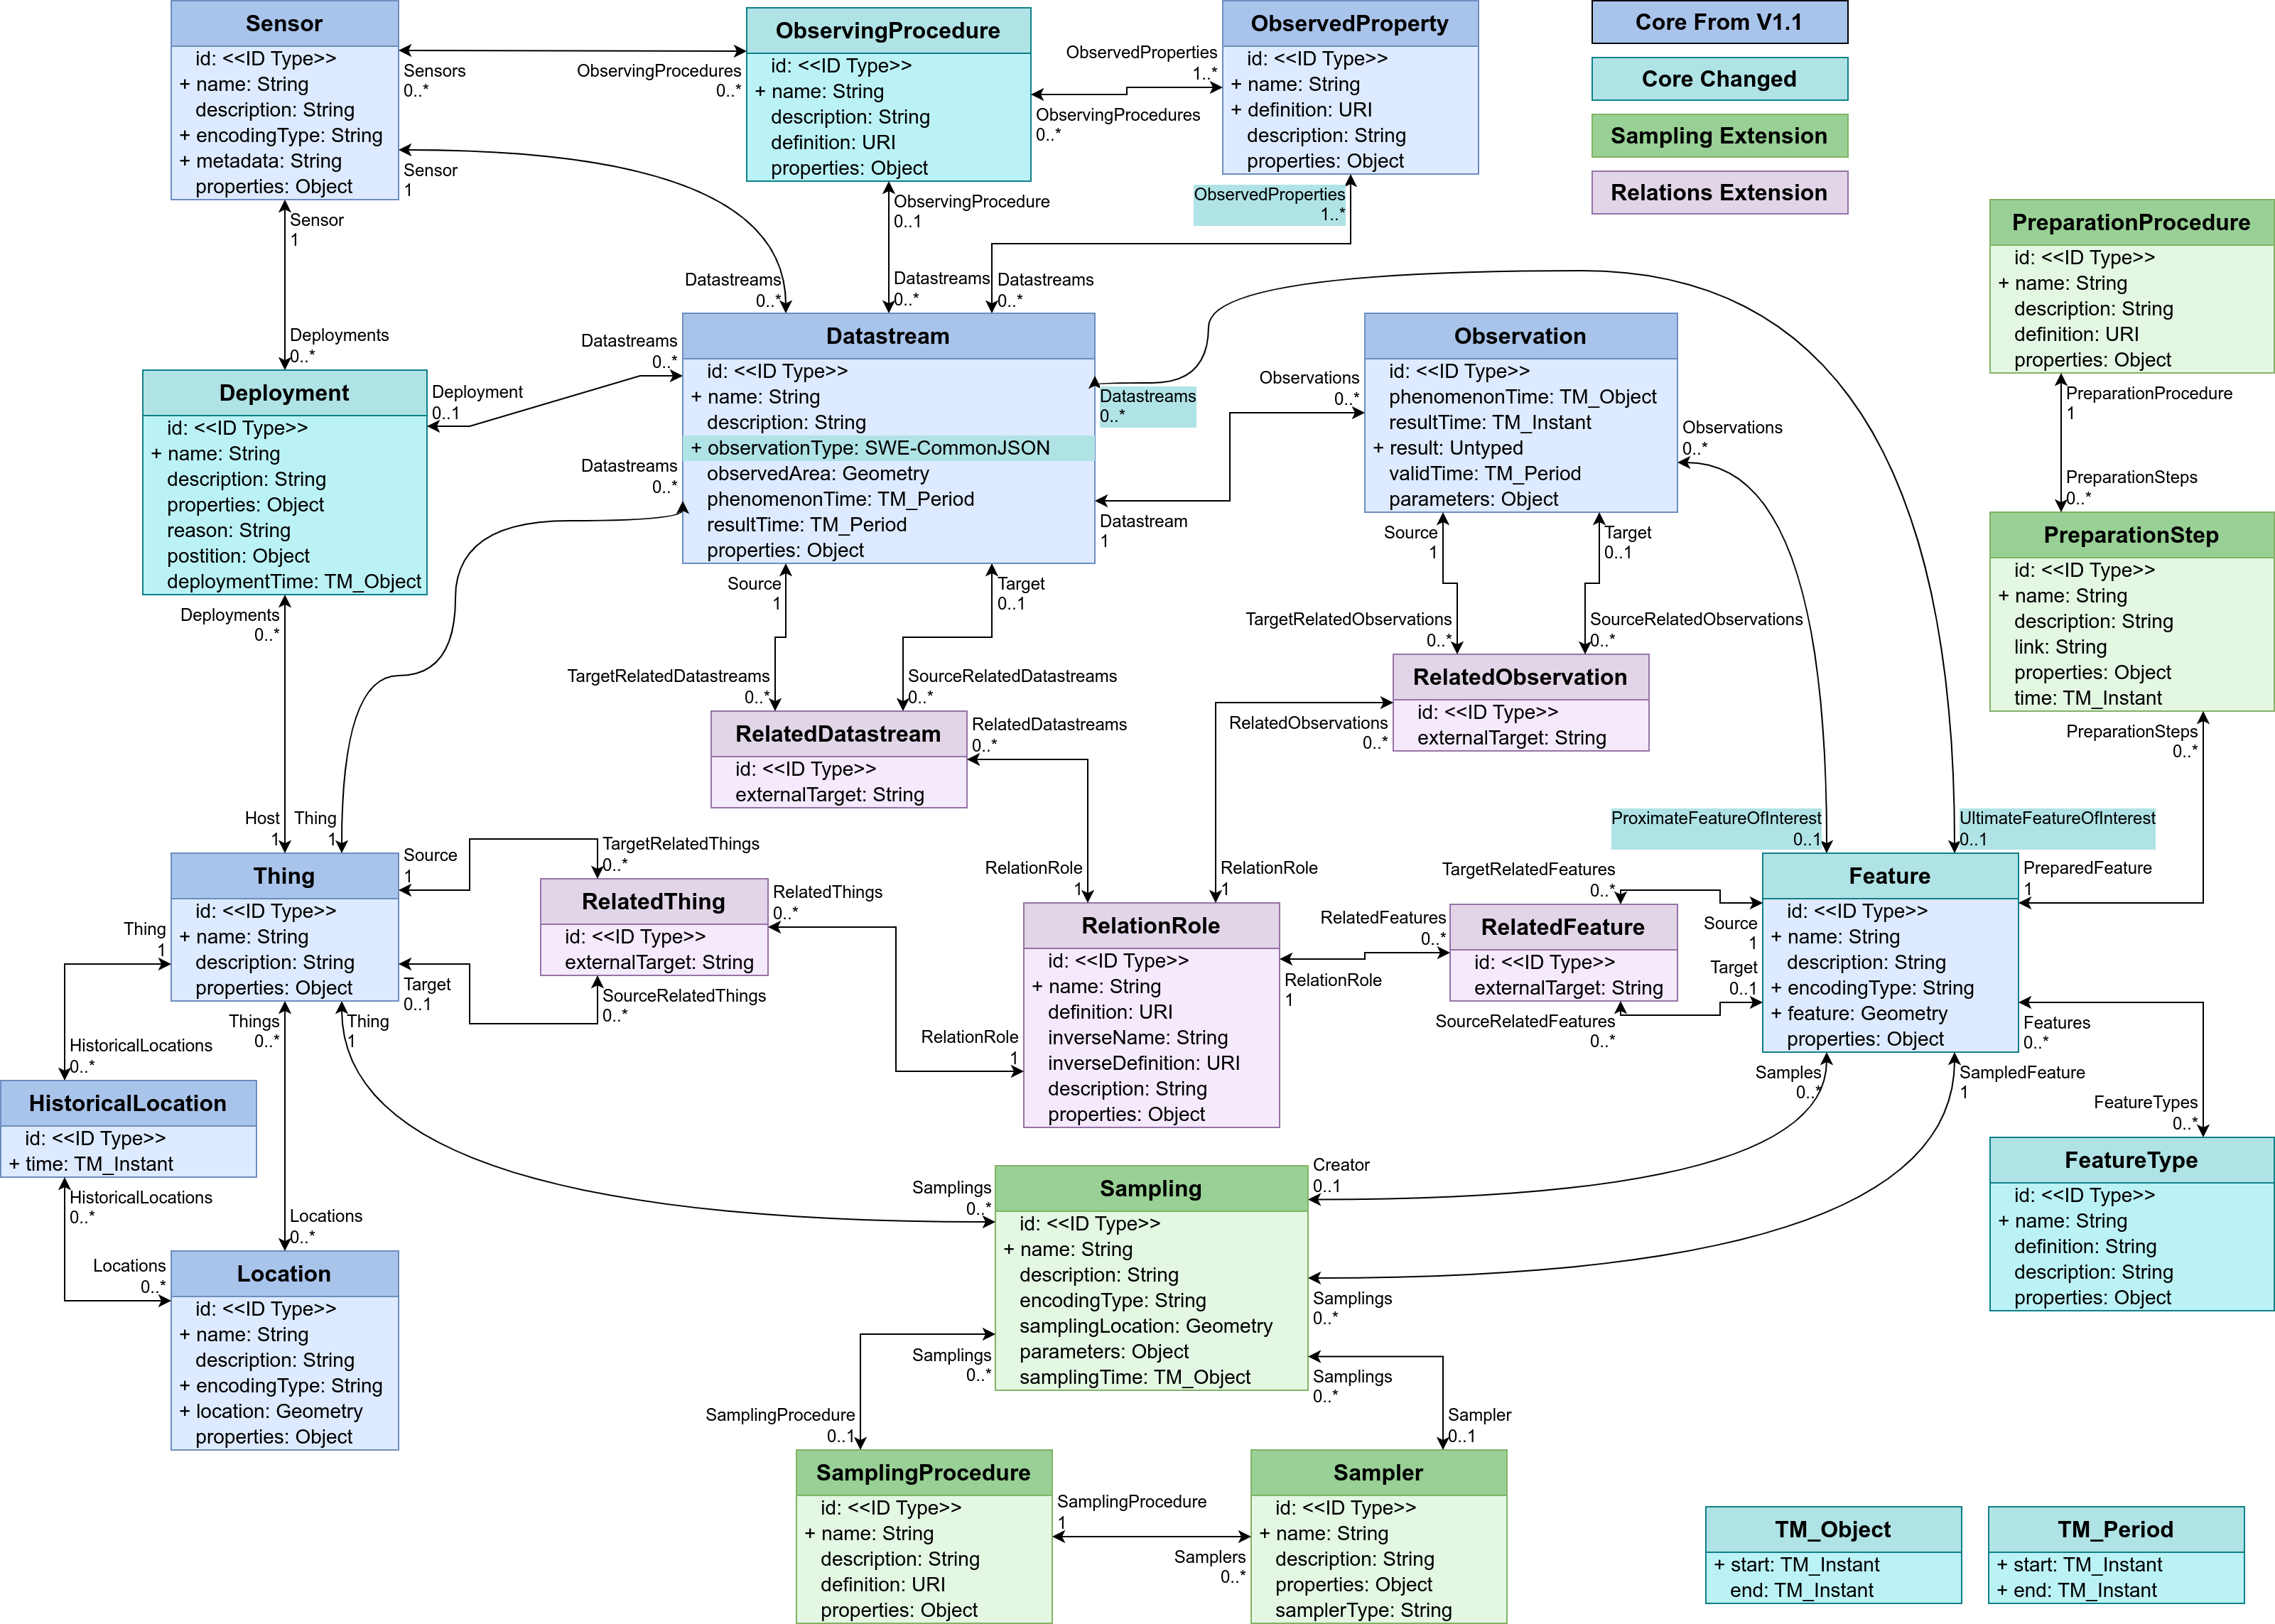 Sensor
id: <<ID Type>>
+ name: String
description: String
+ encodingType: String
+ metadata: String
properties: Object
Sensors
0..*
ObservingProcedures
0..*
ObservingProcedure
id: <<ID Type>>
+ name: String
description: String
definition: URI
properties: Object
ObservedProperties
1..*
ObservingProcedures
0..*
ObservedProperty
id: <<ID Type>>
+ name: String
+ definition: URI
description: String
properties: Object
Core From V1.1
Core Changed
Sampling Extension
Relations Extension
Sensor
1
Sensor
1
ObservingProcedure
0..1
ObservedProperties
1..*
Datastreams
0..*
Datastreams
0..*
Datastreams
0..*
Deployments
0..*
Deployment
id: <<ID Type>>
+ name: String
description: String
properties: Object
reason: String
postition: Object
deploymentTime: TM_Object
Datastreams
0..*
Deployment
0..1
Datastreams
0..*
Datastream
id: <<ID Type>>
+ name: String
description: String
+ observationType: SWE-CommonJSON
observedArea: Geometry
phenomenonTime: TM_Period
resultTime: TM_Period
properties: Object
Datastreams
0..*
Observations
0..*
Datastream
1
Observation
id: <<ID Type>>
phenomenonTime: TM_Object
resultTime: TM_Instant
+ result: Untyped
validTime: TM_Period
parameters: Object
Observations
0..*
PreparationProcedure
id: <<ID Type>>
+ name: String
description: String
definition: URI
properties: Object
PreparationProcedure
1
PreparationSteps
0..*
PreparationStep
id: <<ID Type>>
+ name: String
description: String
link: String
properties: Object
time: TM_Instant
PreparationSteps
0..*
Source
1
Target
0..1
TargetRelatedDatastreams
0..*
SourceRelatedDatastreams
0..*
RelatedDatastream
id: <<ID Type>>
externalTarget: String
RelatedDatastreams
0..*
Source
1
Target
0..1
TargetRelatedObservations
0..*
SourceRelatedObservations
0..*
RelatedObservation
id: <<ID Type>>
externalTarget: String
RelatedObservations
0..*
Deployments
0..*
Host
1
Thing
1
Thing
id: <<ID Type>>
+ name: String
description: String
properties: Object
Source
1
TargetRelatedThings
0..*
RelatedThing
id: <<ID Type>>
externalTarget: String
RelatedThings
0..*
Target
0..1
SourceRelatedThings
0..*
RelationRole
1
RelationRole
1
RelationRole
1
RelationRole
id: <<ID Type>>
+ name: String
definition: URI
inverseName: String
inverseDefinition: URI
description: String
properties: Object
RelatedFeatures
0..*
RelationRole
1
TargetRelatedFeatures
0..*
RelatedFeature
id: <<ID Type>>
externalTarget: String
SourceRelatedFeatures
0..*
Source
1
Target
0..1
ProximateFeatureOfInterest
0..1
UltimateFeatureOfInterest
0..1
Feature
id: <<ID Type>>
+ name: String
description: String
+ encodingType: String
+ feature: Geometry
properties: Object
PreparedFeature
1
Features
0..*
FeatureTypes
0..*
FeatureType
id: <<ID Type>>
+ name: String
definition: String
description: String
properties: Object
Samples
0..*
SampledFeature
1
Thing
1
HistoricalLocations
0..*
HistoricalLocation
id: <<ID Type>>
+ time: TM_Instant
HistoricalLocations
0..*
Locations
0..*
Things
0..*
Thing
1
Locations
0..*
Location
id: <<ID Type>>
+ name: String
description: String
+ encodingType: String
+ location: Geometry
properties: Object
Samplings
0..*
Creator
0..1
Sampling
id: <<ID Type>>
+ name: String
description: String
encodingType: String
samplingLocation: Geometry
parameters: Object
samplingTime: TM_Object
Samplings
0..*
Samplings
0..*
Samplings
0..*
SamplingProcedure
0..1
Sampler
0..1
SamplingProcedure
id: <<ID Type>>
+ name: String
description: String
definition: URI
properties: Object
SamplingProcedure
1
Samplers
0..*
Sampler
id: <<ID Type>>
+ name: String
description: String
properties: Object
samplerType: String
TM_Object
+ start: TM_Instant
end: TM_Instant
TM_Period
+ start: TM_Instant
+ end: TM_Instant